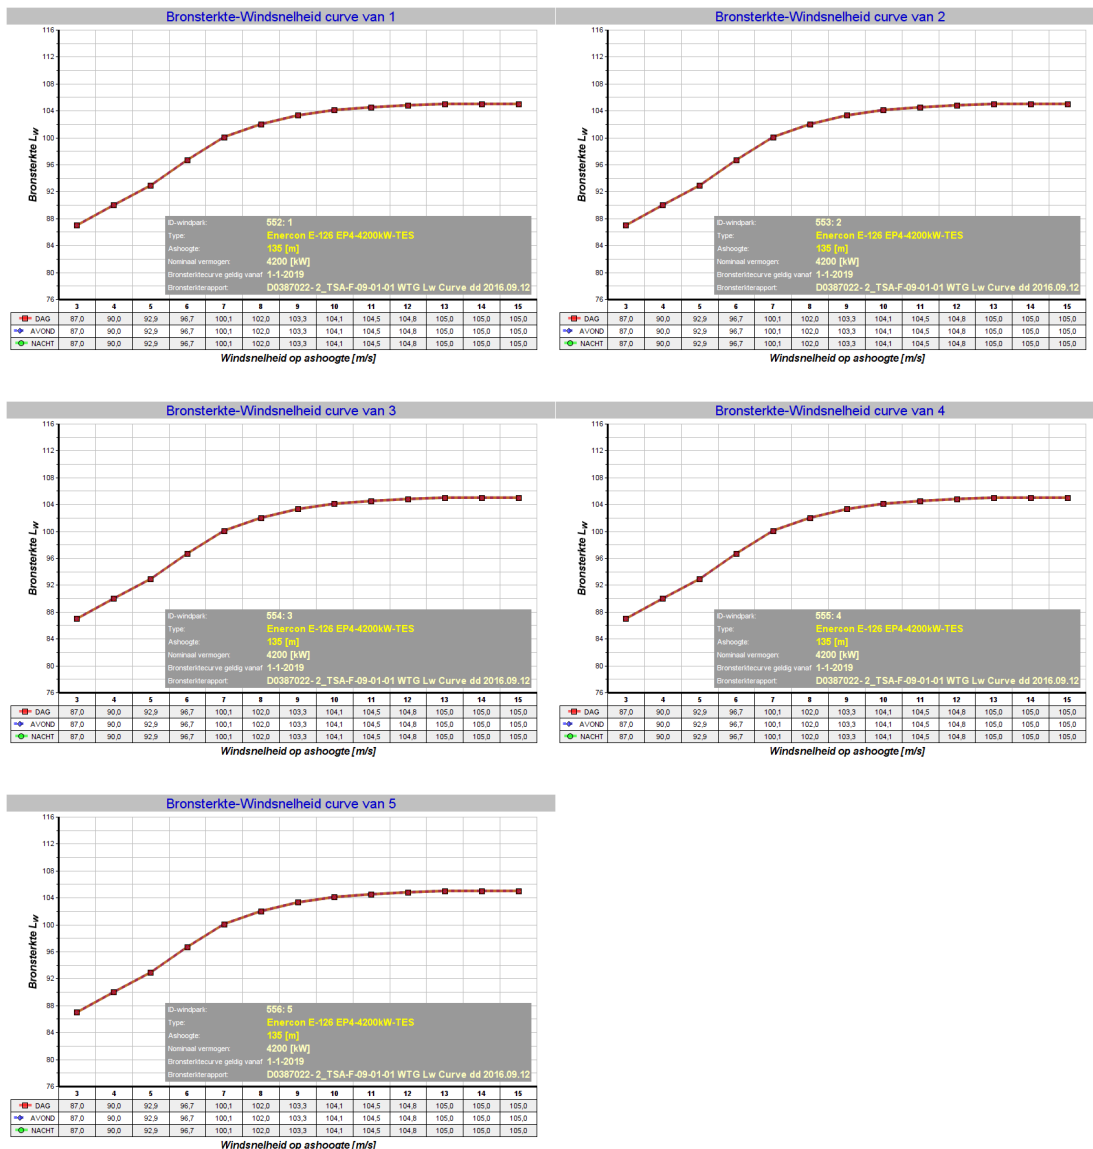 Bronsterkte-Windsnelheid curve van 1
116
112
108
104
100
96
92
88
84
80
76
Bronsterkte LW
ID-windpark: 552: 1
Type: Enercon E-126 EP4-4200kW-TES
Ashoogte: 135 [m]
Nominaal vermogen: 4200 [kW]
Bronsterktecurve geldig vanaf 1-1-2019
Bronsterkterapport: D0387022- 2_TSA-F-09-01-01 WTG Lw Curve dd 2016.09.12
3 4 5 6 7 8 9 10 11 12 13 14 15
DAG 87,0 90,0 92,9 96,7 100,1 102,0 103,3 104,1 104,5 104,8 105,0 105,0 105,0
AVOND 87,0 90,0 92,9 96,7 100,1 102,0 103,3 104,1 104,5 104,8 105,0 105,0 105,0
NACHT 87,0 90,0 92,9 96,7 100,1 102,0 103,3 104,1 104,5 104,8 105,0 105,0 105,0
Windsnelheid op ashoogte [m/s]
Bronsterkte-Windsnelheid curve van 2
116
112
108
104
100
96
92
88
84
80
76
Bronsterkte LW
ID-windpark: 553: 2
Type: Enercon E-126 EP4-4200kW-TES
Ashoogte: 135 [m]
Nominaal vermogen: 4200 [kW]
Bronsterktecurve geldig vanaf 1-1-2019
Bronsterkterapport: D0387022- 2_TSA-F-09-01-01 WTG Lw Curve dd 2016.09.12
3 4 5 6 7 8 9 10 11 12 13 14 15
DAG 87,0 90,0 92,9 96,7 100,1 102,0 103,3 104,1 104,5 104,8 105,0 105,0 105,0
AVOND 87,0 90,0 92,9 96,7 100,1 102,0 103,3 104,1 104,5 104,8 105,0 105,0 105,0
NACHT 87,0 90,0 92,9 96,7 100,1 102,0 103,3 104,1 104,5 104,8 105,0 105,0 105,0
Windsnelheid op ashoogte [m/s]
Bronsterkte-Windsnelheid curve van 3
116
112
108
104
100
96
92
88
84
80
76
Bronsterkte LW
ID-windpark: 554: 3
Type: Enercon E-126 EP4-4200kW-TES
Ashoogte: 135 [m]
Nominaal vermogen: 4200 [kW]
Bronsterktecurve geldig vanaf 1-1-2019
Bronsterkterapport: D0387022- 2_TSA-F-09-01-01 WTG Lw Curve dd 2016.09.12
3 4 5 6 7 8 9 10 11 12 13 14 15
DAG 87,0 90,0 92,9 96,7 100,1 102,0 103,3 104,1 104,5 104,8 105,0 105,0 105,0
AVOND 87,0 90,0 92,9 96,7 100,1 102,0 103,3 104,1 104,5 104,8 105,0 105,0 105,0
NACHT 87,0 90,0 92,9 96,7 100,1 102,0 103,3 104,1 104,5 104,8 105,0 105,0 105,0
Windsnelheid op ashoogte [m/s]
Bronsterkte-Windsnelheid curve van 4
116
112
108
104
100
96
92
88
84
80
76
Bronsterkte LW
ID-windpark: 555: 4
Type: Enercon E-126 EP4-4200kW-TES
Ashoogte: 135 [m]
Nominaal vermogen: 4200 [kW]
Bronsterktecurve geldig vanaf 1-1-2019
Bronsterkterapport: D0387022- 2_TSA-F-09-01-01 WTG Lw Curve dd 2016.09.12
3 4 5 6 7 8 9 10 11 12 13 14 15
DAG 87,0 90,0 92,9 96,7 100,1 102,0 103,3 104,1 104,5 104,8 105,0 105,0 105,0
AVOND 87,0 90,0 92,9 96,7 100,1 102,0 103,3 104,1 104,5 104,8 105,0 105,0 105,0
NACHT 87,0 90,0 92,9 96,7 100,1 102,0 103,3 104,1 104,5 104,8 105,0 105,0 105,0
Windsnelheid op ashoogte [m/s]
Bronsterkte-Windsnelheid curve van 5
116
112
108
104
100
96
92
88
84
80
76
Bronsterkte LW
ID-windpark: 556: 5
Type: Enercon E-126 EP4-4200kW-TES
Ashoogte: 135 [m]
Nominaal vermogen: 4200 [kW]
Bronsterktecurve geldig vanaf 1-1-2019
Bronsterkterapport: D0387022- 2_TSA-F-09-01-01 WTG Lw Curve dd 2016.09.12
3 4 5 6 7 8 9 10 11 12 13 14 15
DAG 87,0 90,0 92,9 96,7 100,1 102,0 103,3 104,1 104,5 104,8 105,0 105,0 105,0
AVOND 87,0 90,0 92,9 96,7 100,1 102,0 103,3 104,1 104,5 104,8 105,0 105,0 105,0
NACHT 87,0 90,0 92,9 96,7 100,1 102,0 103,3 104,1 104,5 104,8 105,0 105,0 105,0
Windsnelheid op ashoogte [m/s]